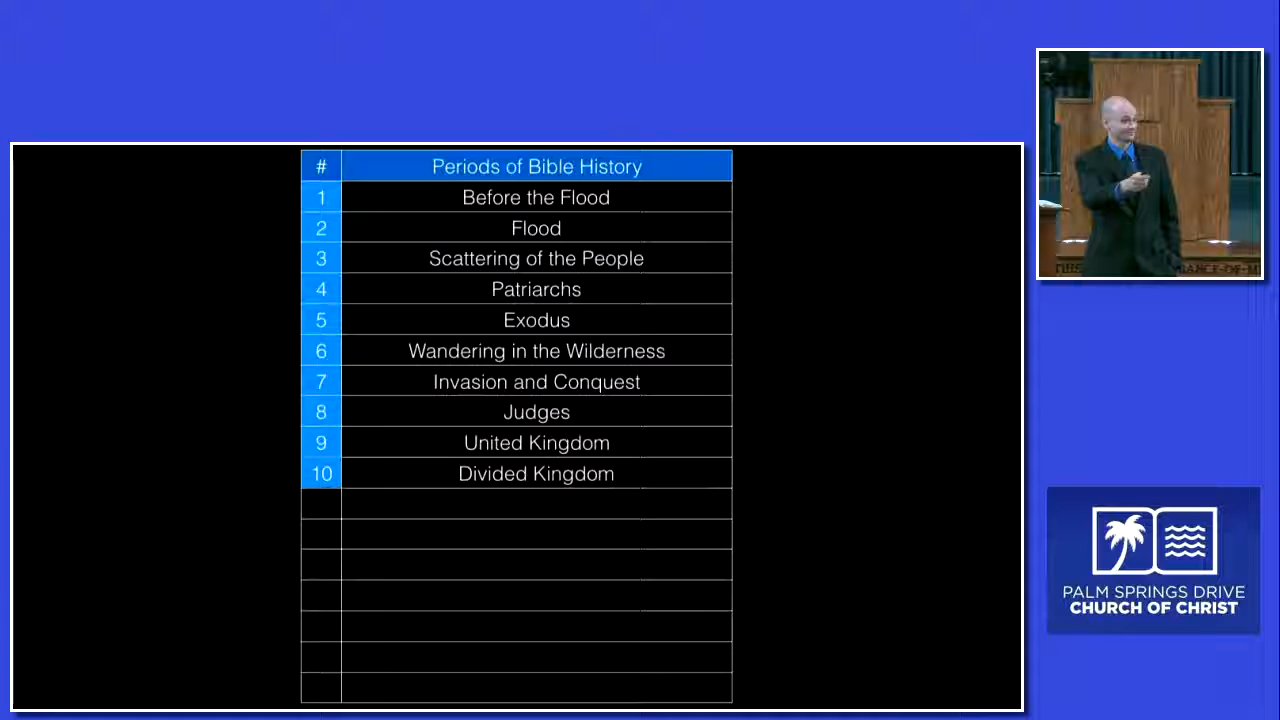 # Periods of Bible History
1 Before the Flood
2 Flood
3 Scattering of the People
4 Patriarchs
5 Exodus
6 Wandering in the Wilderness
7 Invasion and Conquest
8 Judges
9 United Kingdom
10 Divided Kingdom
PALM SPRINGS DRIVE
CHURCH OF CHRIST